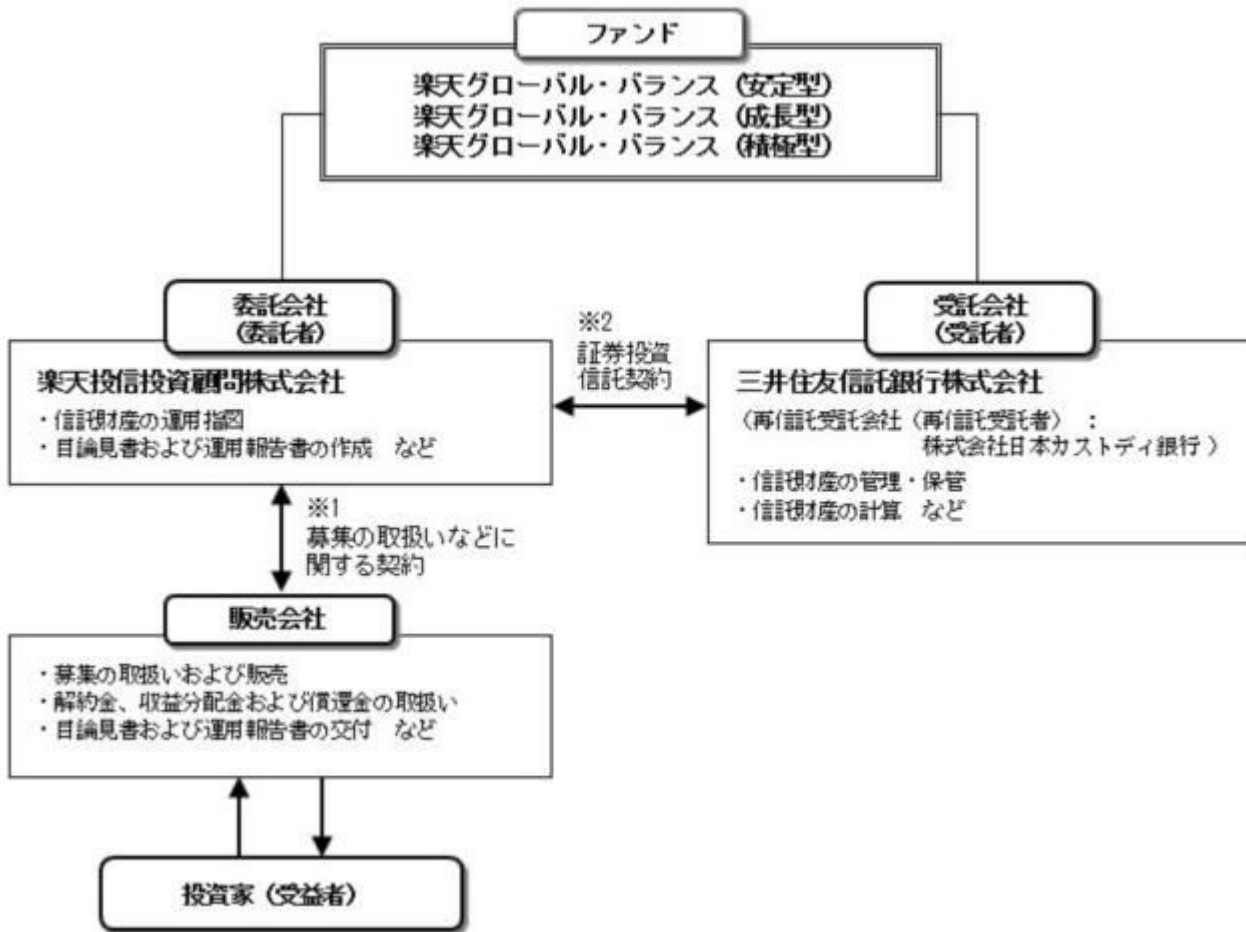 ファンド
楽天グローバル・バランス（安定型）
楽天グローバル・バランス（成長型）
楽天グローバル・バランス（積極型）
委託会社
（委託者）
楽天投信投資顧問株式会社
・信託財産の運用指図
・目論見書および運用報告書の作成　など
※2
証券投資
信託契約
受託会社
（受託者）
三井住友信託銀行株式会社
（再信託受託会社（再信託受託者）：
株式会社日本カストディ銀行）
・信託財産の管理・保管
・信託財産の計算　など
※1
募集の取扱いなどに
関する契約
販売会社
・募集の取扱いおよび販売
・解約金、収益分配金および償還金の取扱い
・目論見書および運用報告書の交付　など
投資家（受益者）